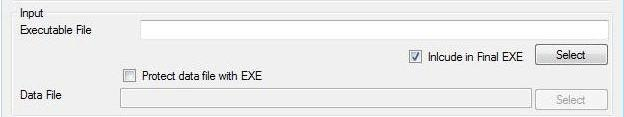 Input
Executable File
Inlcude in Final EXE Select
Protect data file with EXE
Data File Select